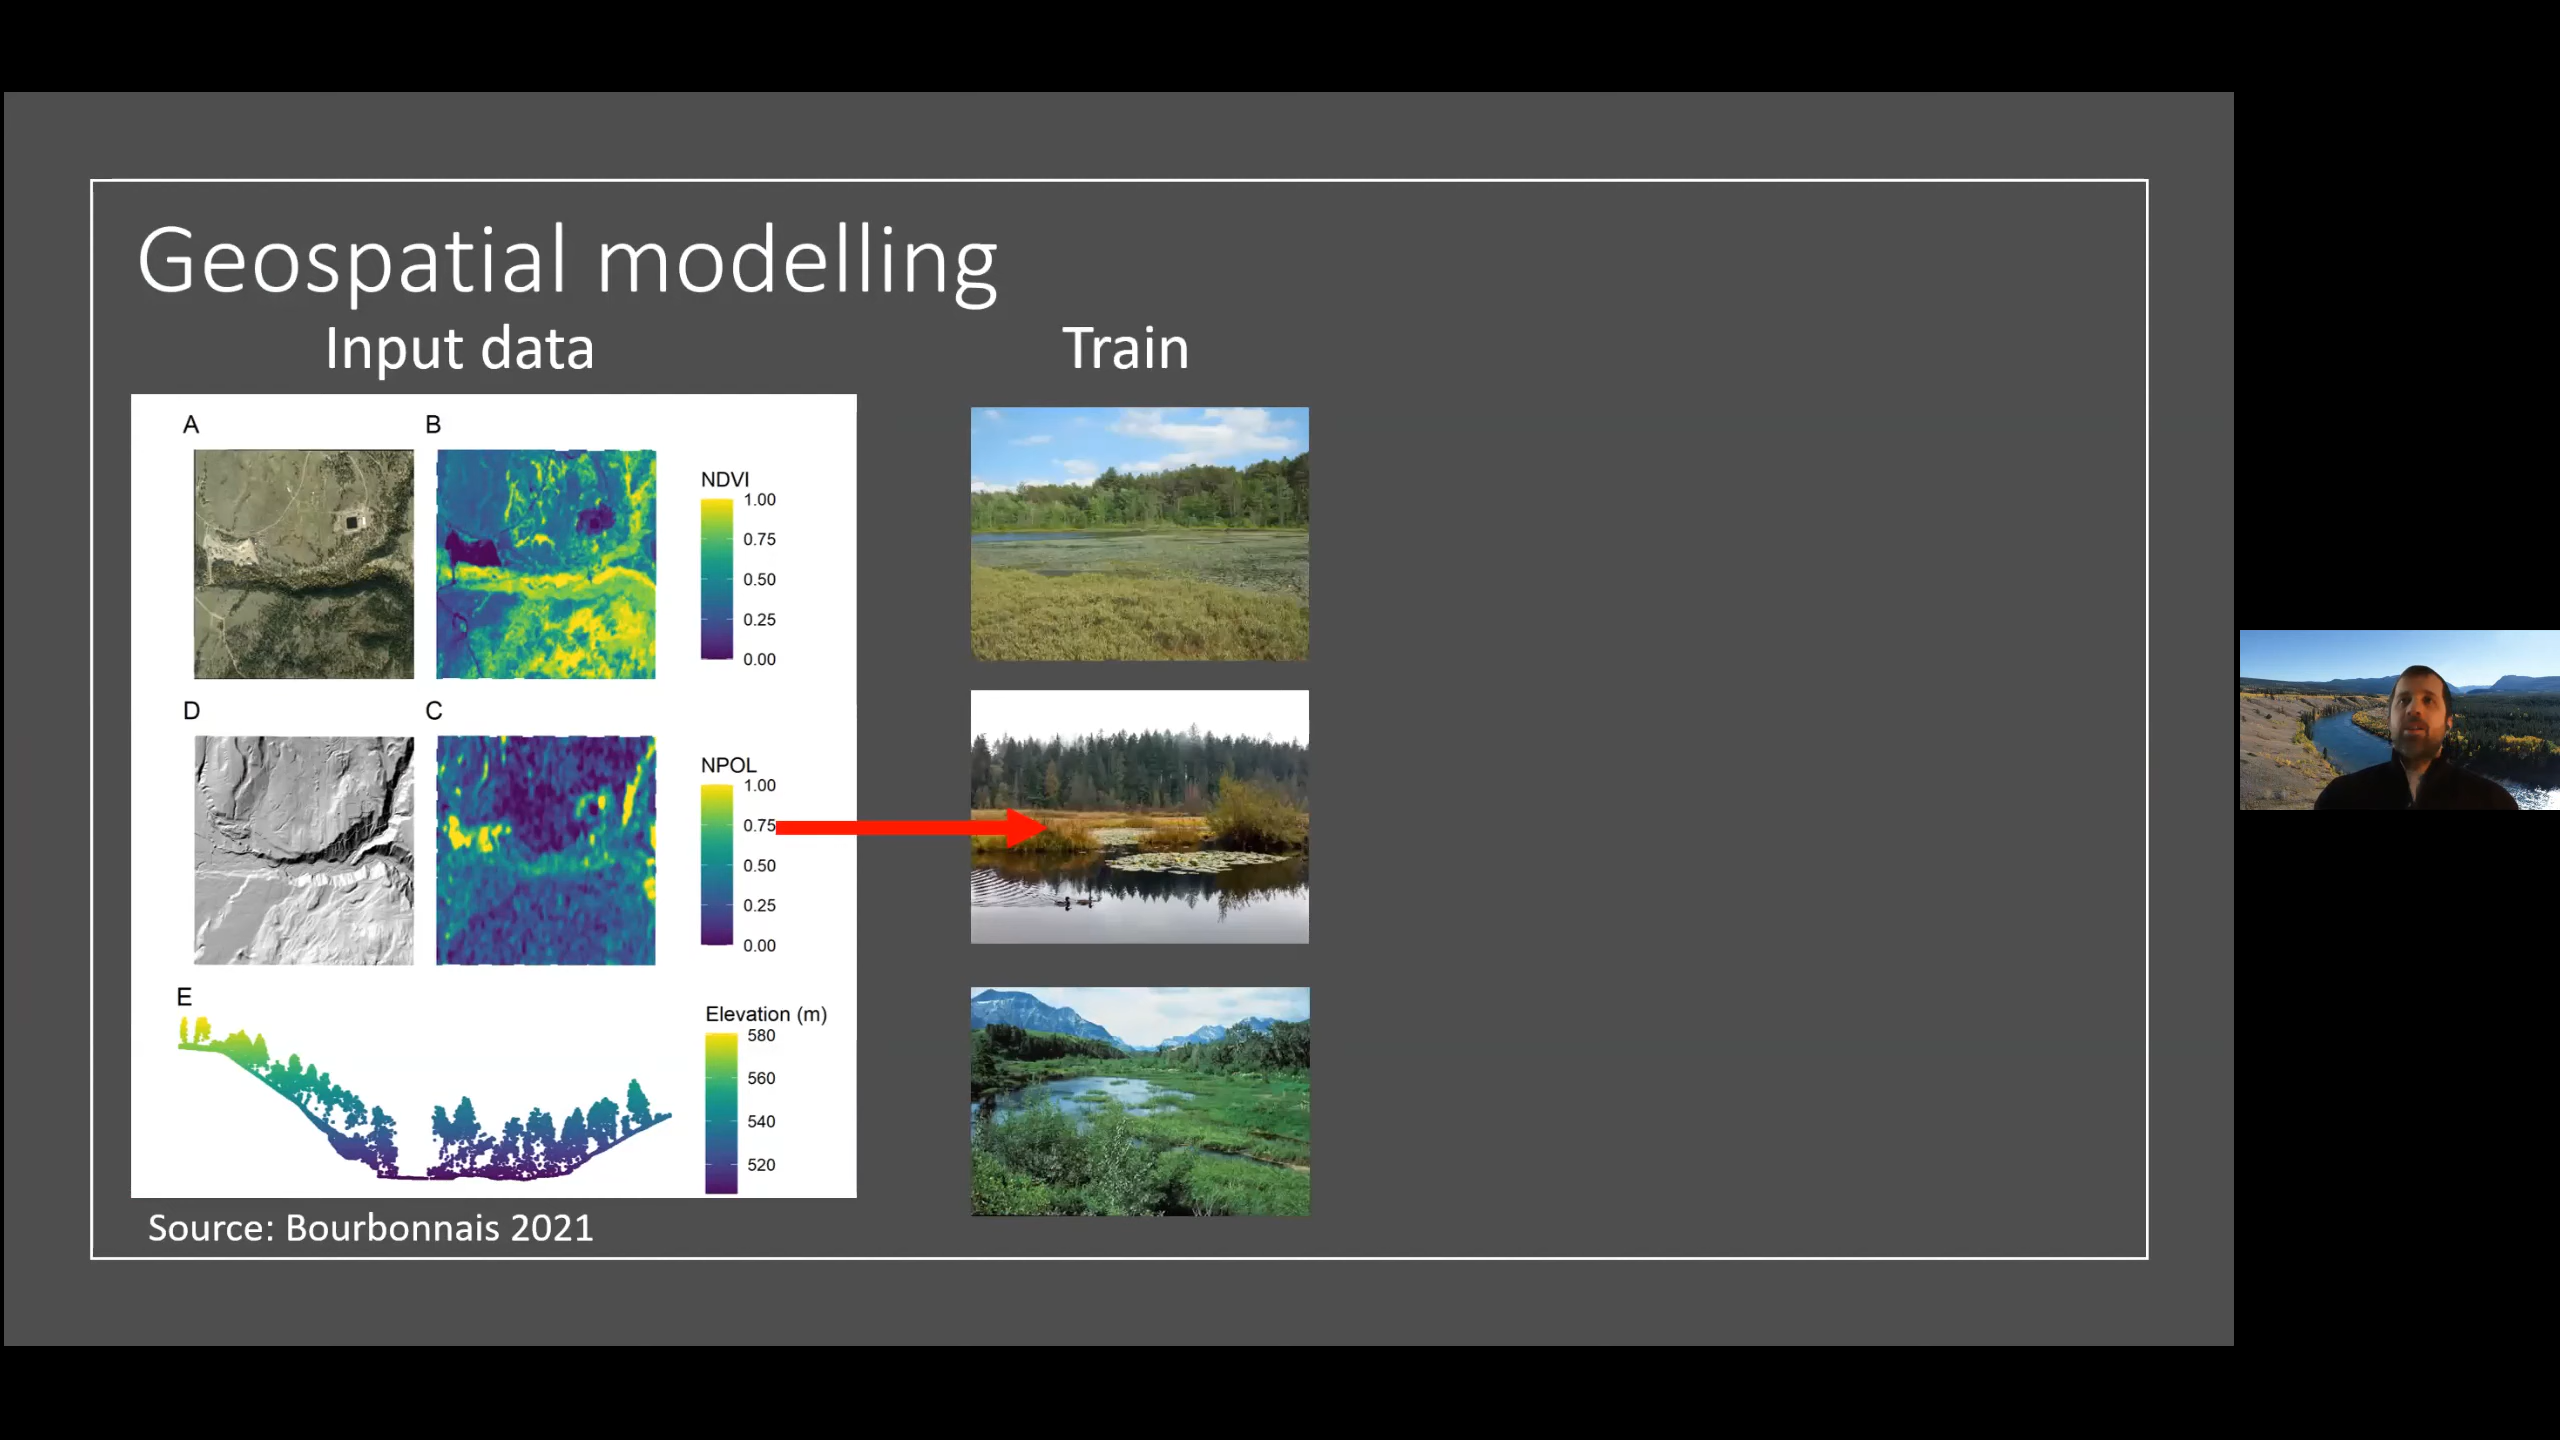 Geospatial modelling
Input data
Train
A
B
NDVI
1.00
0.75
0.50
0.25
0.00
D
C
NPOL
1.00
0.75
0.50
0.25
0.00
E
Elevation (m)
580
560
540
520
Source: Bourbonnais 2021